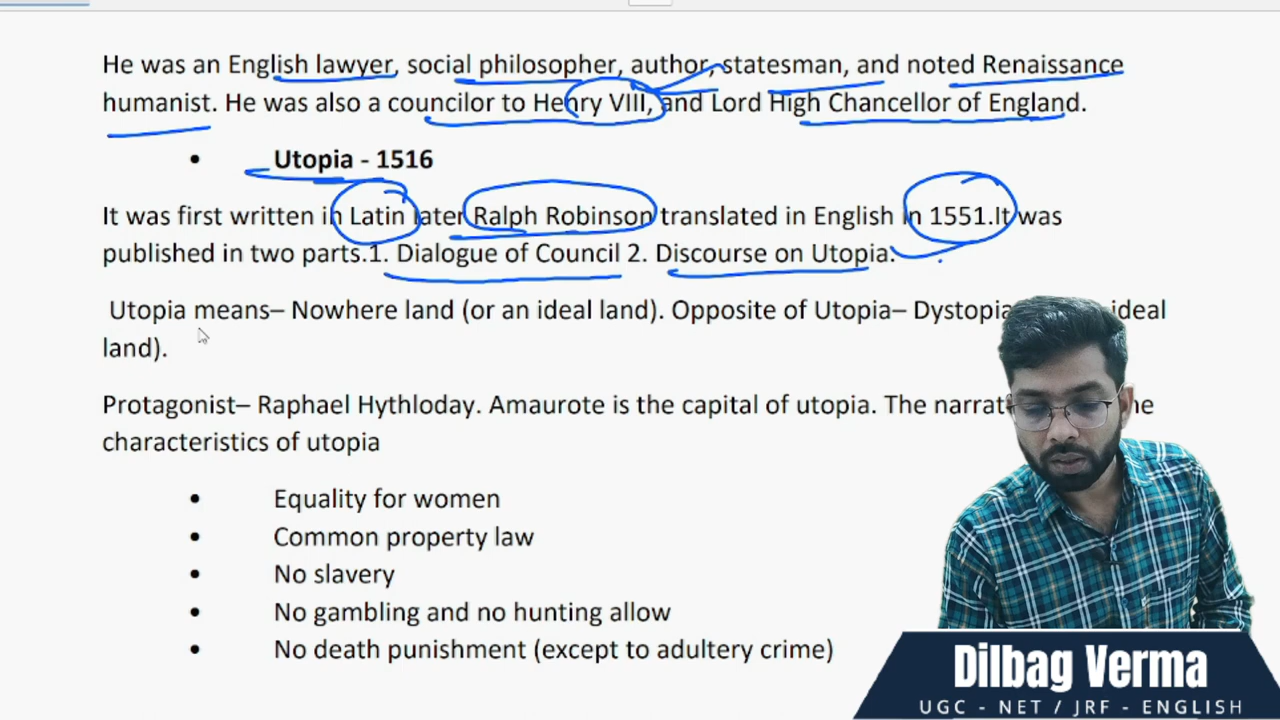 He was an English lawyer, social philosopher, author, statesman, and noted Renaissance
humanist. He was also a councilor to Henry VIII, and Lord High Chancellor of England.
• Utopia - 1516
It was first written in Latin later Ralph Robinson translated in English in 1551.It was
published in two parts.1. Dialogue of Council 2. Discourse on Utopia.
Utopia means– Nowhere land (or an ideal land). Opposite of Utopia– Dystopia ideal
land).
Protagonist– Raphael Hythloday. Amaurote is the capital of utopia. The
characteristics of utopia
• Equality for women
• Common property law
• No slavery
• No gambling and no hunting allow
• No death punishment (except to adultery crime)
Dilbag Verma
UGC - NET / JRF - ENGLISH